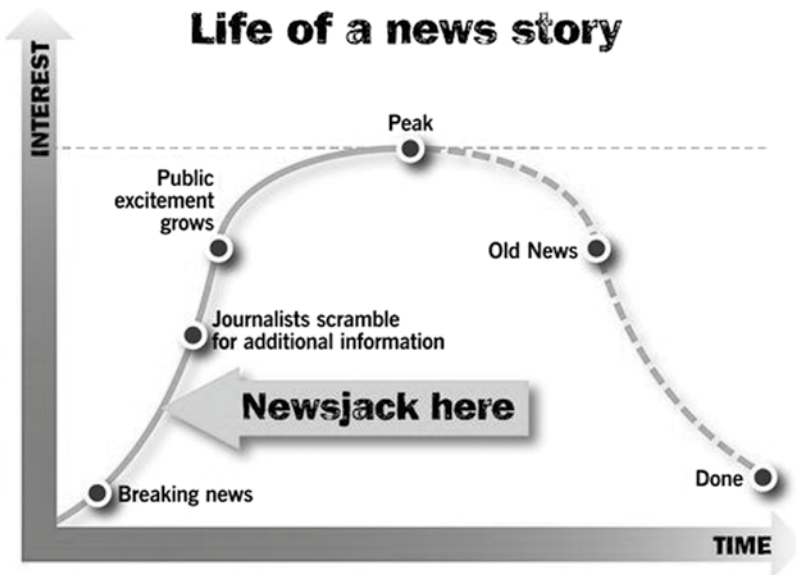 Life of a news story
INTEREST
Peak
Public
excitement
grows
Old News
Journalists scramble
for additional information
Newsjack here
Breaking news
Done
TIME